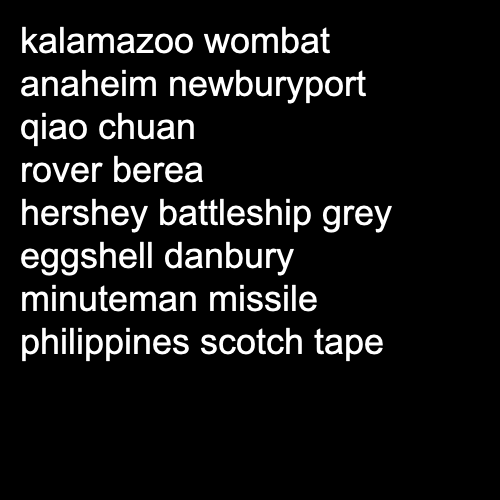 kalamazoo wombat
anaheim newburyport
qiao chuan
rover berea
hershey battleship grey
eggshell danbury
minuteman missile
philippines scotch tape